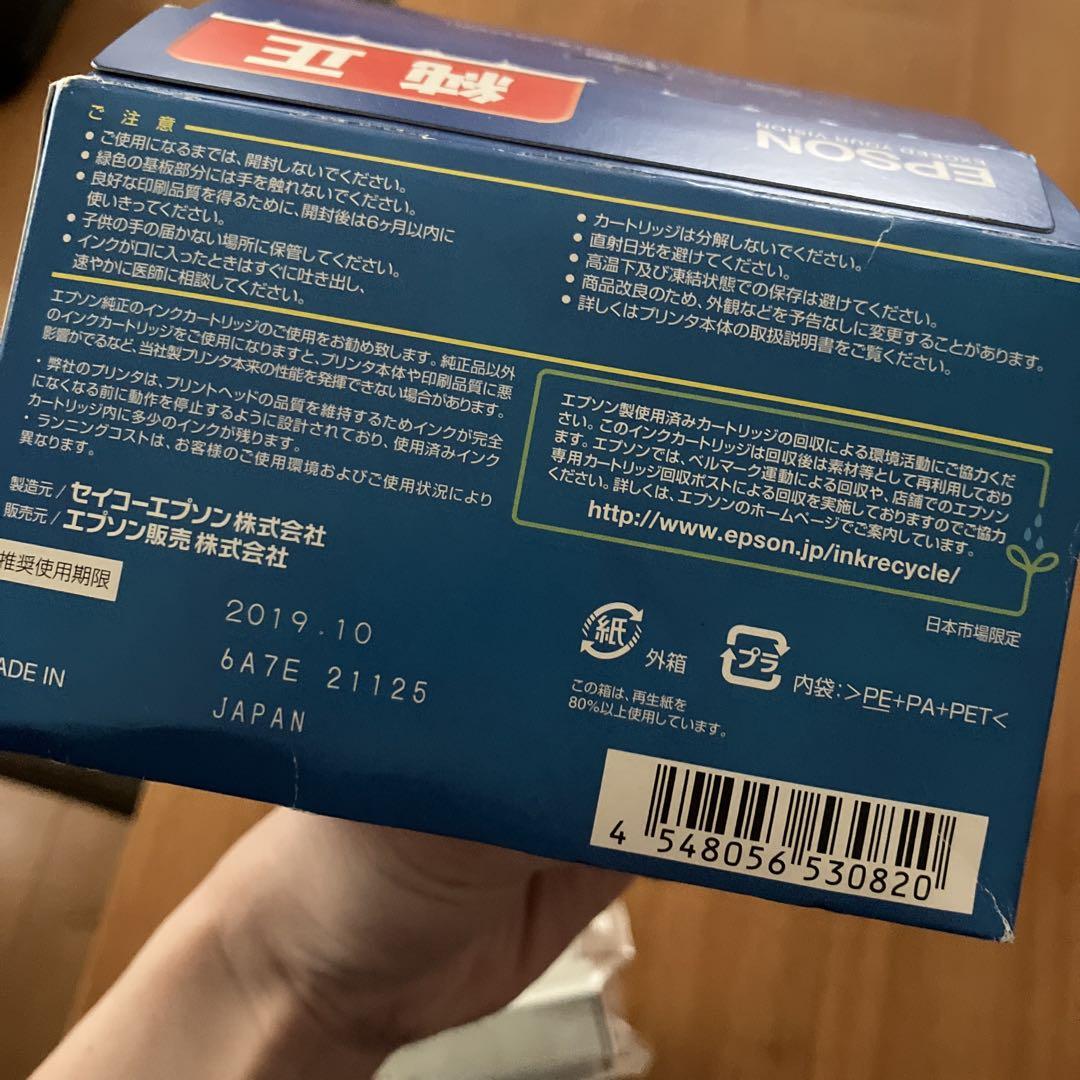 純正
EPSON
EXCEED YOUR VISION
ご注意
● ご使用になるまでは、開封しないでください。
● 緑色の基板部分には手を触れないでください。
● 良好な印刷品質を得るために、開封後は6ヶ月以内に
使いきってください。
● 子供の手の届かない場所に保管してください。
● インクが口に入ったときはすぐに吐き出し、
速やかに医師に相談してください。
● カートリッジは分解しないでください。
● 直射日光を避けてください。
● 高温下及び凍結状態での保存は避けてください。
● 商品改良のため、外観などを予告なしに変更することがあります。
● 詳しくはプリンタ本体の取扱説明書をご覧ください。
エプソン純正のインクカートリッジのご使用をお勧め致します。純正品以外
のインクカートリッジをご使用になりますと、プリンタ本体や印刷品質に悪
影響がでるなど、当社製プリンタ本来の性能を発揮できない場合があります。
・弊社のプリンタは、プリントヘッドの品質を維持するためインクが完全
になくなる前に動作を停止するように設計されており、使用済みインク
カートリッジ内に多少のインクが残ります。
・ランニングコストは、お客様のご使用環境およびご使用状況により
異なります。
エプソン製使用済みカートリッジの回収による環境活動にご協力くだ
さい。このインクカートリッジは回収後は素材等として再利用しており
ます。エプソンでは、ベルマーク運動による回収や、店舗でのエプソン
専用カートリッジ回収ポストによる回収を実施しておりますのでご協力
ください。詳しくは、エプソンのホームページでご案内しています。
http://www.epson.jp/inkrecycle/
製造元/セイコーエプソン株式会社
販売元/エプソン販売株式会社
推奨使用期限
2019.10
6A7E 21125
ADE IN
JAPAN
日本市場限定
紙 外箱
プラ 内袋:>PE+PA+PET<
この箱は、再生紙を
80%以上使用しています。
4 548056 530820